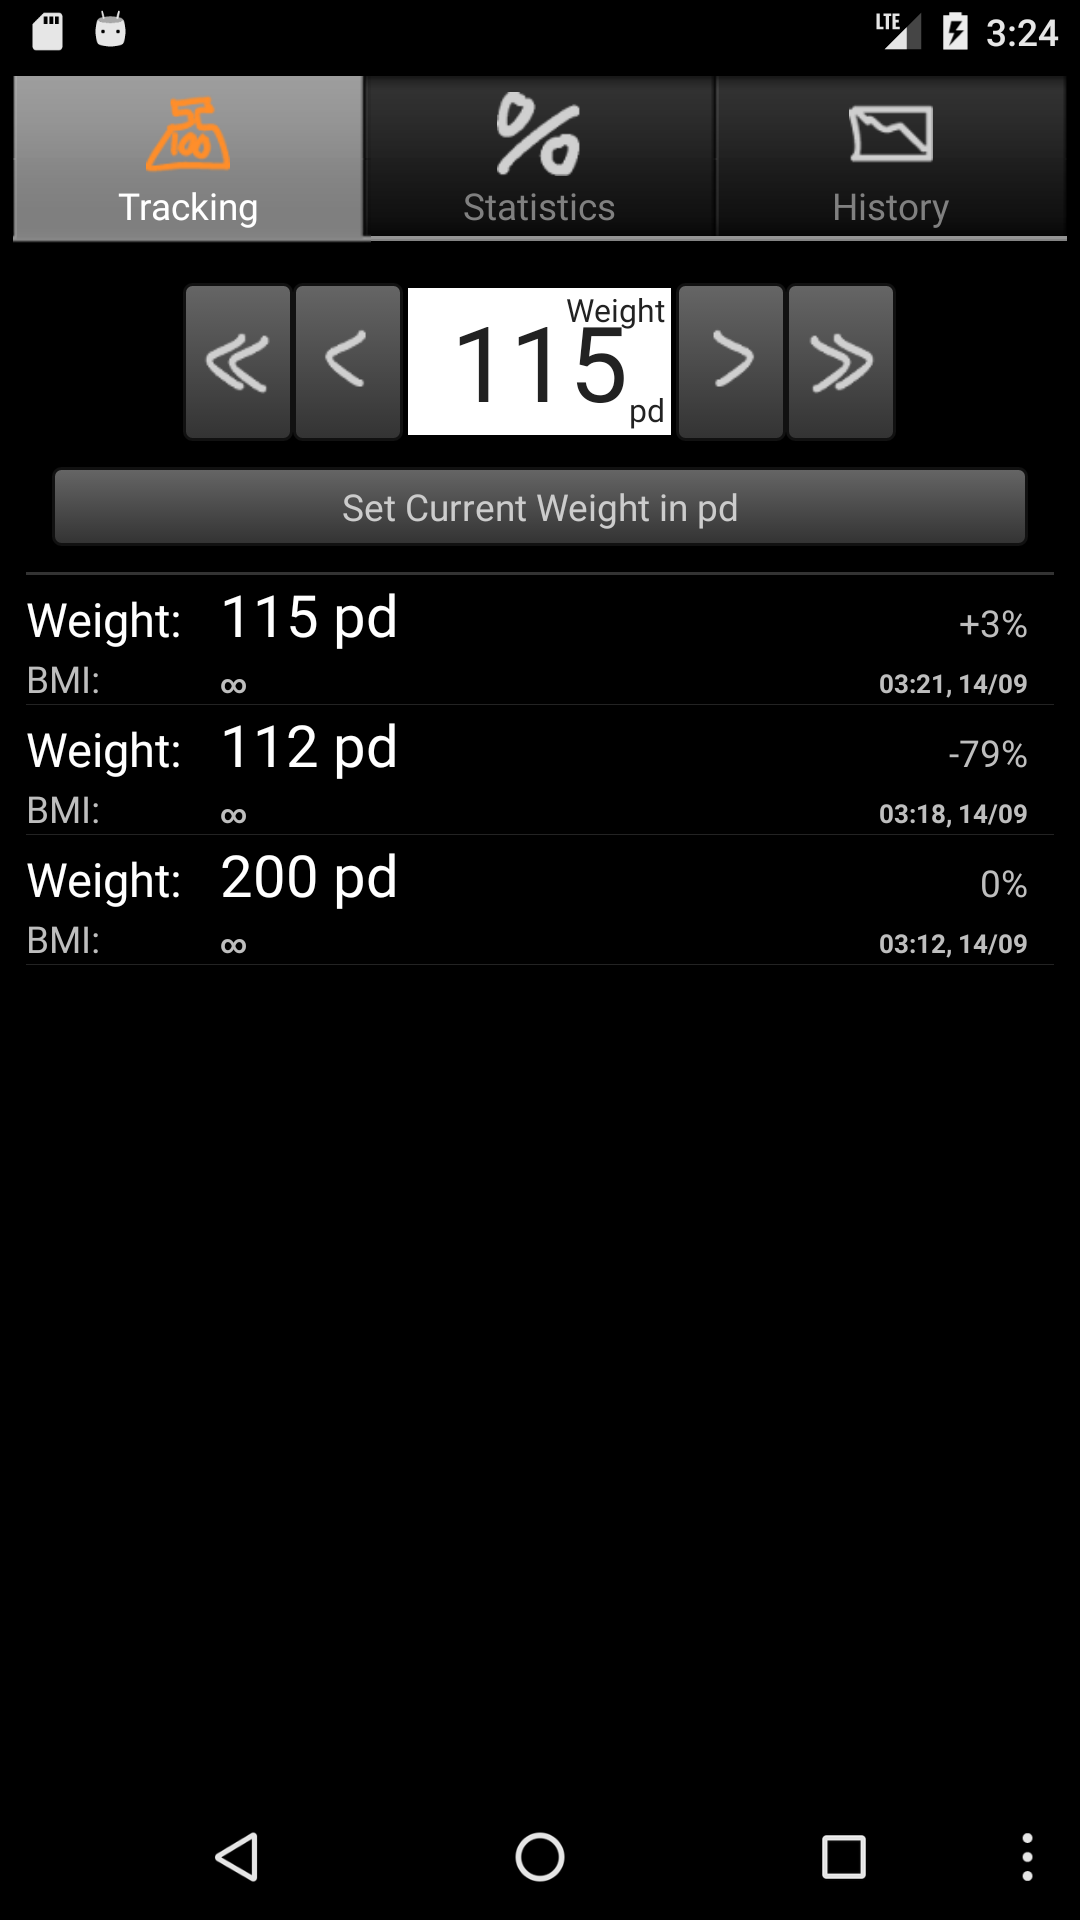 LTE 3:24
100
Tracking
Statistics
History
Weight
115
pd
Set Current Weight in pd
Weight: 115 pd +3%
BMI: ∞ 03:21, 14/09
Weight: 112 pd -79%
BMI: ∞ 03:18, 14/09
Weight: 200 pd 0%
BMI: ∞ 03:12, 14/09